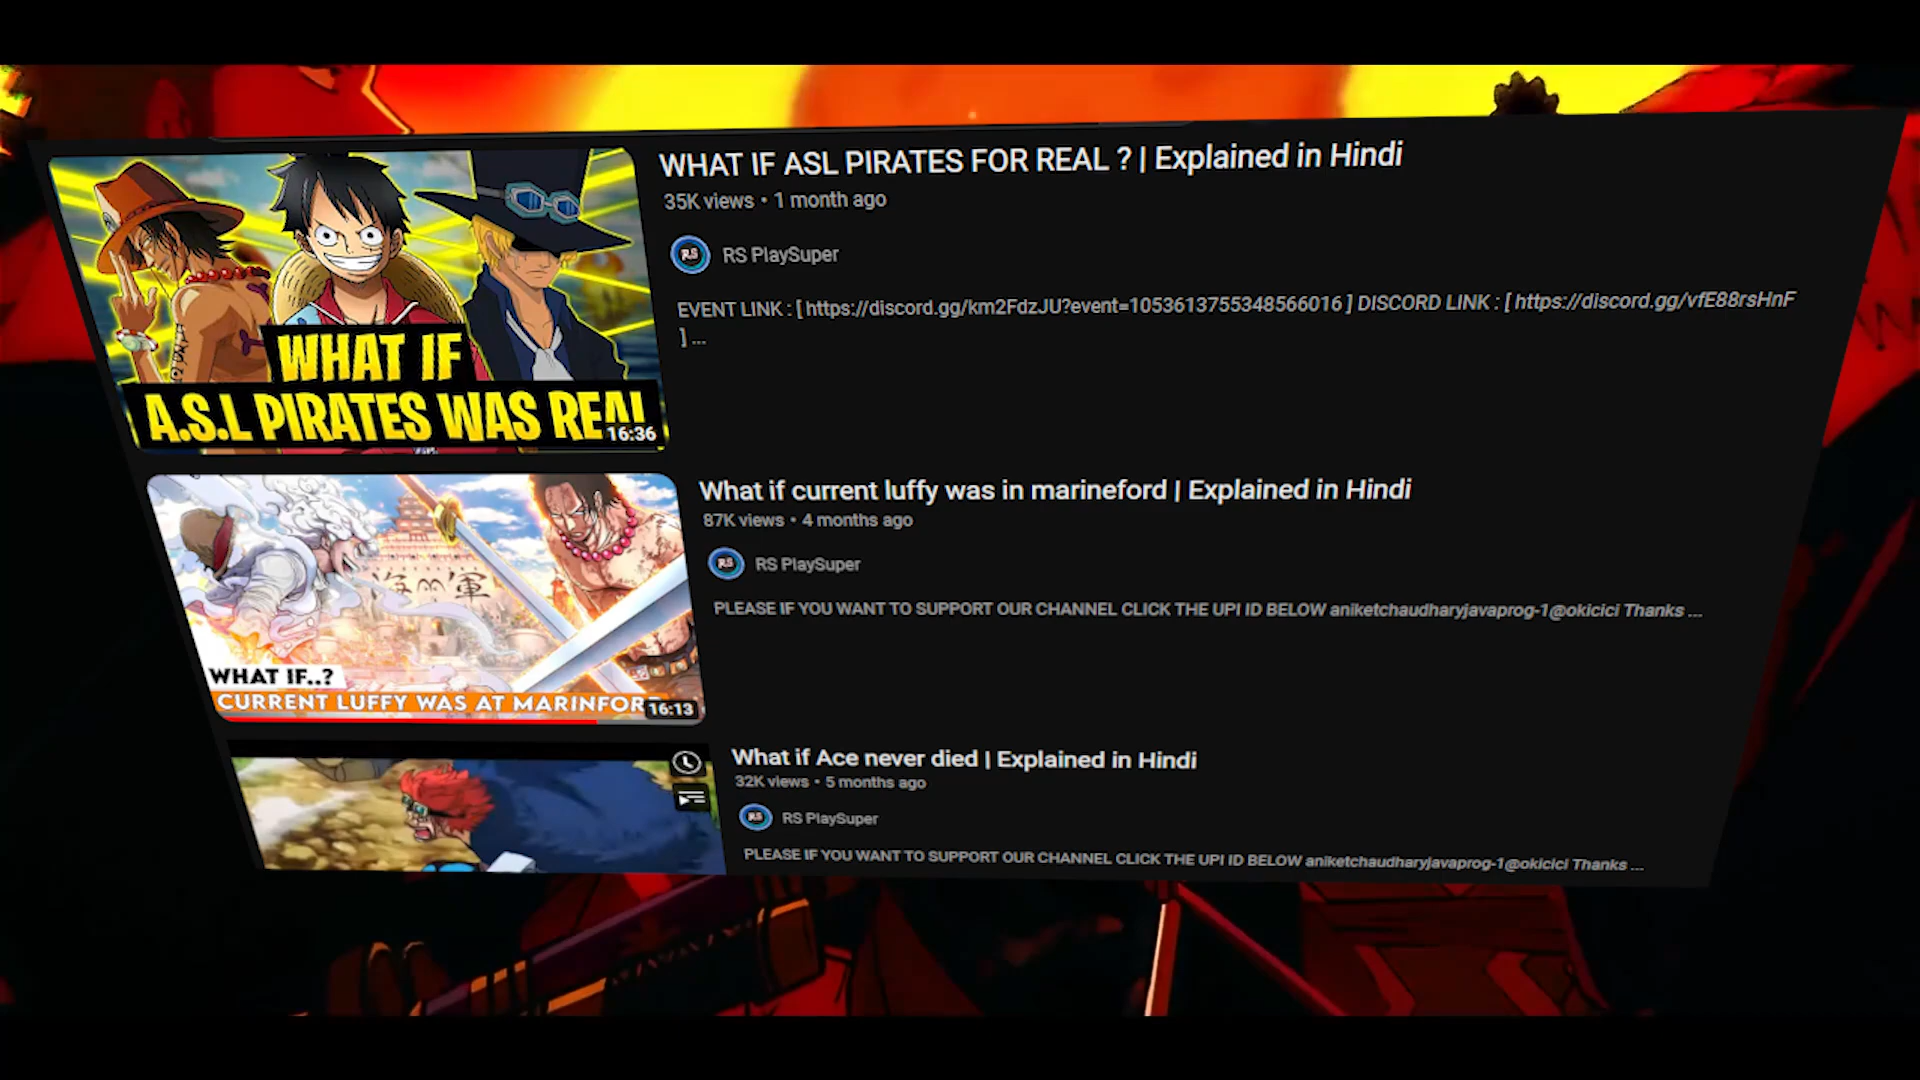 WHAT IF
A.S.L PIRATES WAS REAL
16:36
WHAT IF ASL PIRATES FOR REAL ? | Explained in Hindi
35K views • 1 month ago
RS
RS PlaySuper
EVENT LINK : [ https://discord.gg/km2FdzJU?event=1053613755348566016 ] DISCORD LINK : [ https://discord.gg/vfE88rsHnF
] ...
海軍
WHAT IF..?
CURRENT LUFFY WAS AT MARINFOR
16:13
What if current luffy was in marineford | Explained in Hindi
87K views • 4 months ago
RS
RS PlaySuper
PLEASE IF YOU WANT TO SUPPORT OUR CHANNEL CLICK THE UPI ID BELOW aniketchaudharyjavaprog-1@okicici Thanks ...
What if Ace never died | Explained in Hindi
32K views • 5 months ago
RS
RS PlaySuper
PLEASE IF YOU WANT TO SUPPORT OUR CHANNEL CLICK THE UPI ID BELOW aniketchaudharyjavaprog-1@okicici Thanks ...